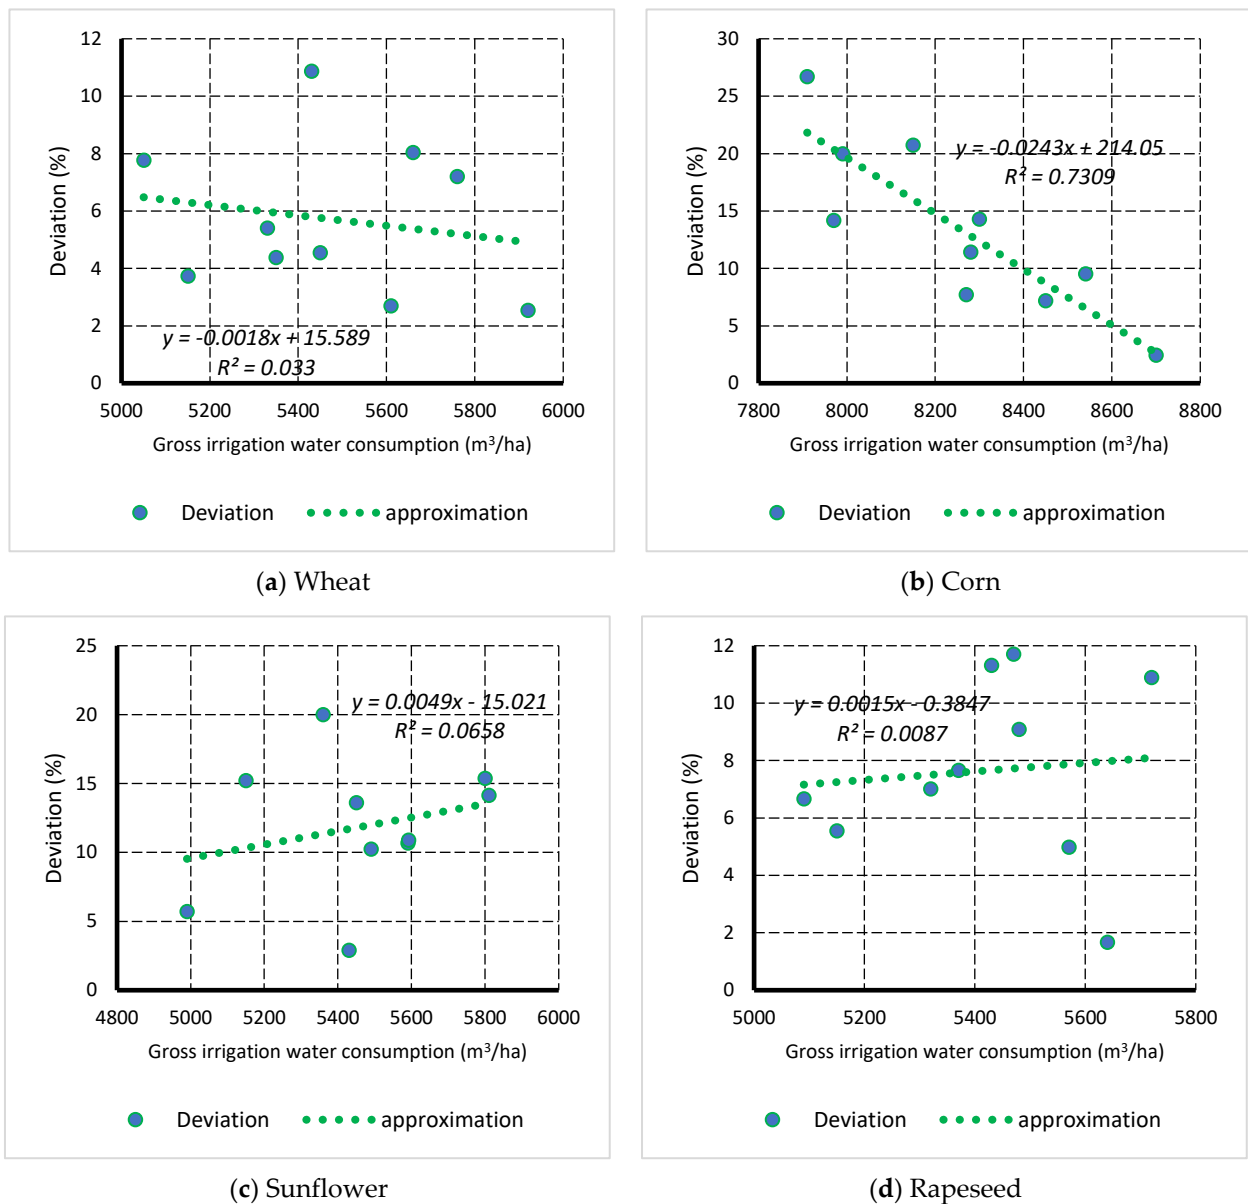 12
10
8
6
4
2
0
Deviation (%)
y = -0.0018x + 15.589
R² = 0.033
5000 5200 5400 5600 5800 6000
Gross irrigation water consumption (m³/ha)
Deviation approximation
(a) Wheat
30
25
20
15
10
5
0
Deviation (%)
y = -0.0243x + 214.05
R² = 0.7309
7800 8000 8200 8400 8600 8800
Gross irrigation water consumption (m³/ha)
Deviation approximation
(b) Corn
25
20
15
10
5
0
Deviation (%)
y = 0.0049x - 15.021
R² = 0.0658
4800 5000 5200 5400 5600 5800 6000
Gross irrigation water consumption (m³/ha)
Deviation approximation
(c) Sunflower
12
10
8
6
4
2
0
Deviation (%)
y = 0.0015x - 0.3847
R² = 0.0087
5000 5200 5400 5600 5800
Gross irrigation water consumption (m³/ha)
Deviation approximation
(d) Rapeseed